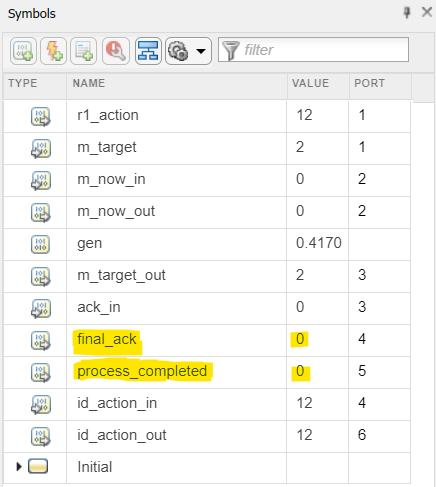 Symbols
filter
TYPE NAME VALUE PORT
r1_action 12 1
m_target 2 1
m_now_in 0 2
m_now_out 0 2
gen 0.4170
m_target_out 2 3
ack_in 0 3
final_ack 0 4
process_completed 0 5
id_action_in 12 4
id_action_out 12 6
Initial